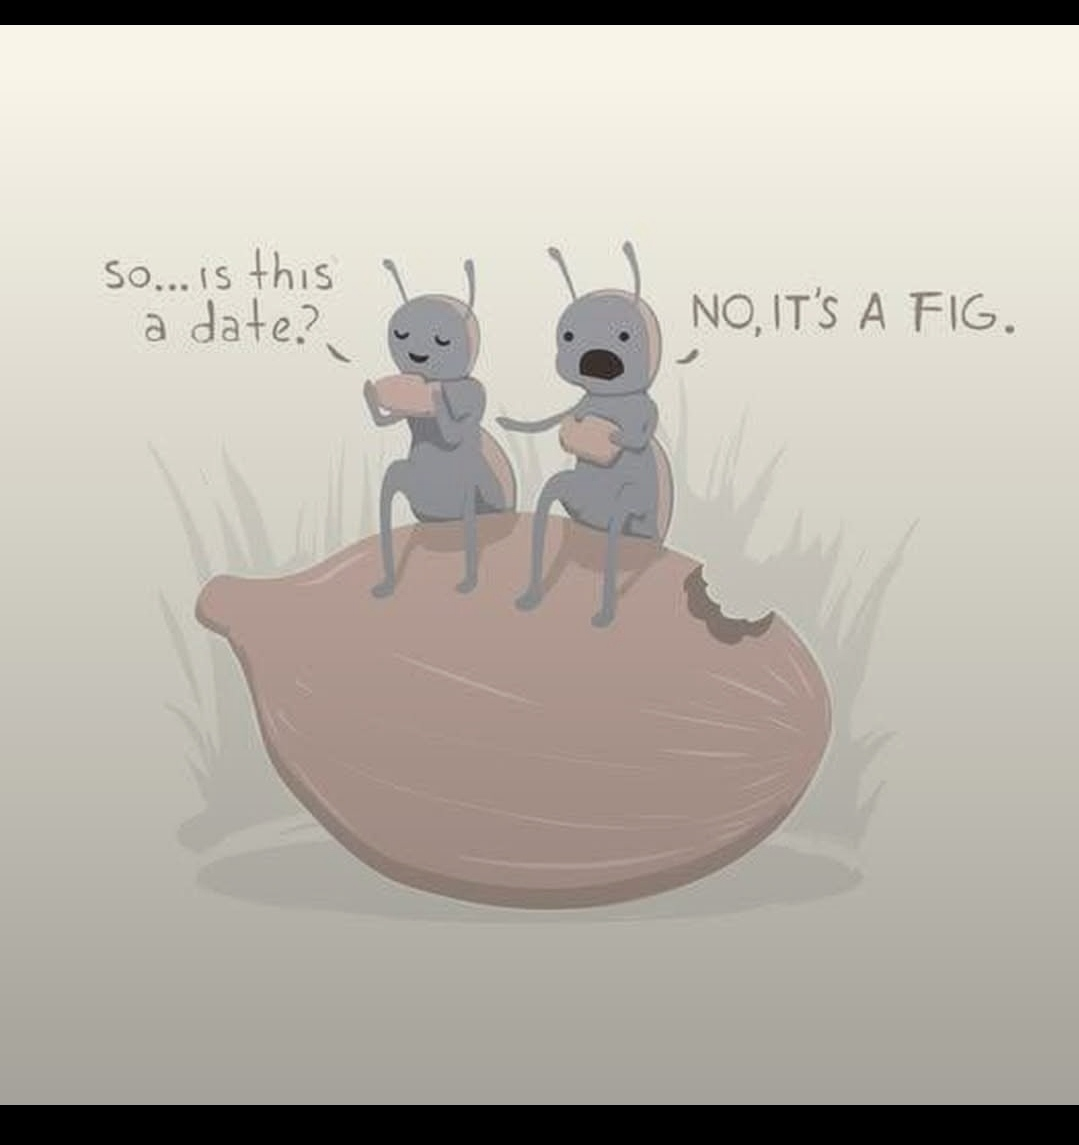 so... is this
a date?
NO, IT'S A FIG.